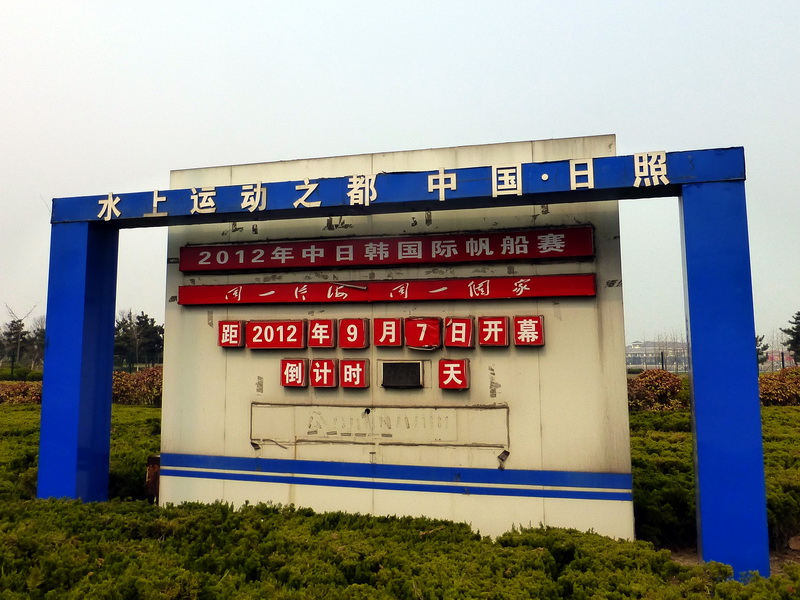 水上运动之都 中国·日照
2012年中日韩国际帆船赛
同一片海 同一个家
距2012年9月7日开幕
倒计时 天